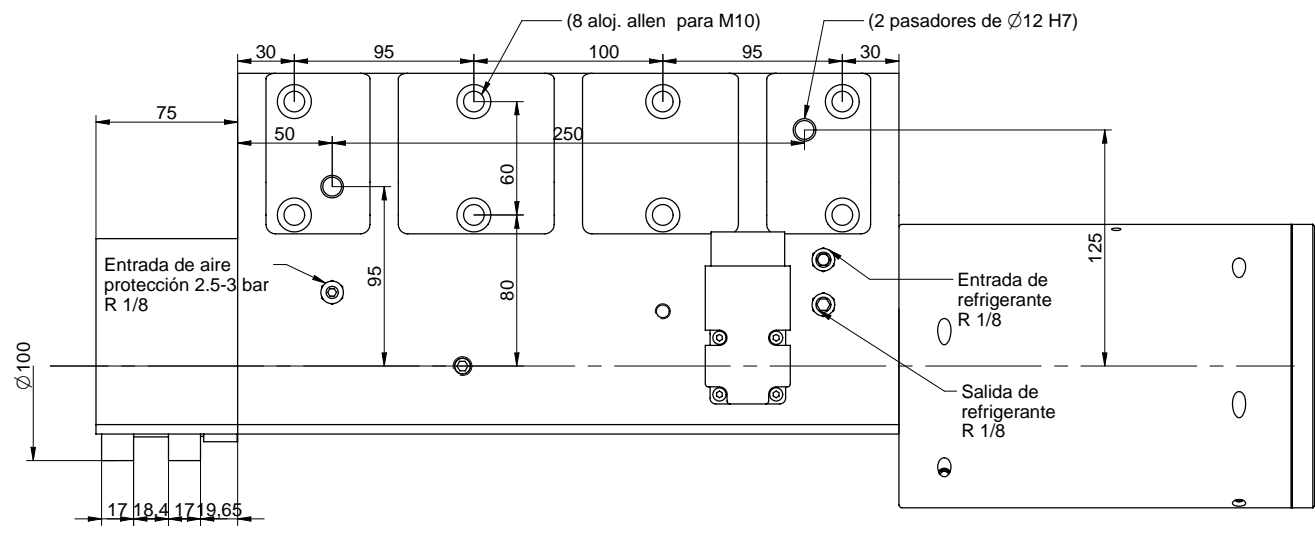 (8 aloj. allen para M10)
(2 pasadores de ∅12 H7)
30
95
100
95
30
75
50
250
60
125
Entrada de aire
protección 2.5-3 bar
R 1/8
95
80
Entrada de
refrigerante
R 1/8
∅100
Salida de
refrigerante
R 1/8
17
18,4
17
19,65